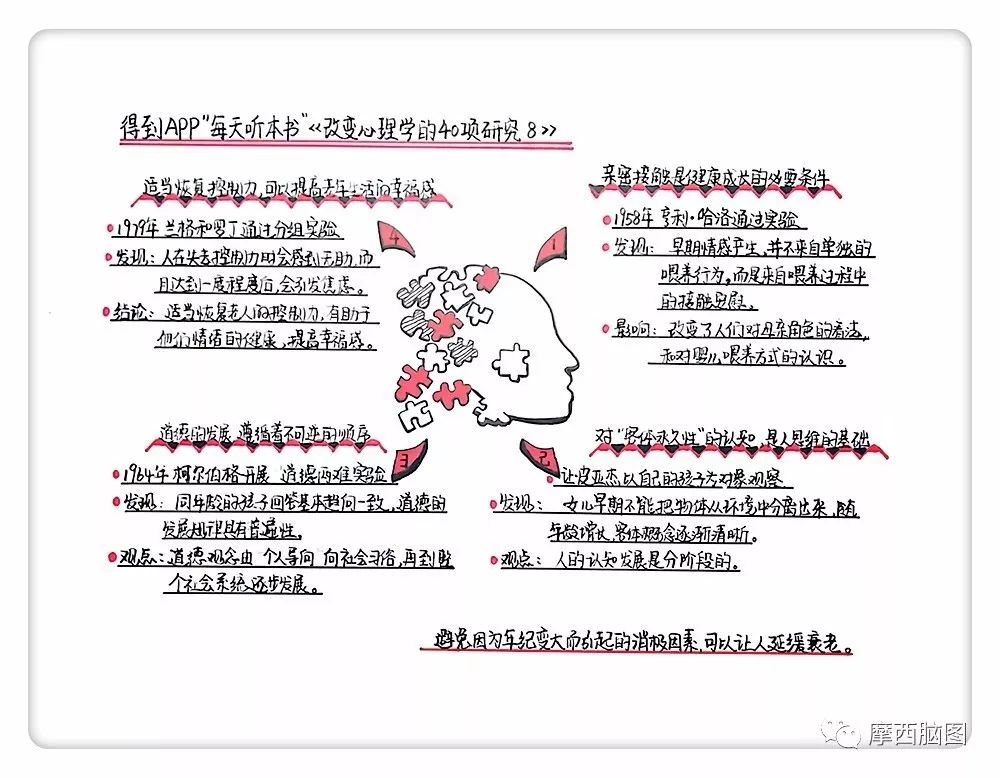 得到APP“每天听本书”《改变心理学的40项研究 8》
亲密接触是健康成长的必要条件
1958年 亨利·哈洛通过实验
发现：早期情感产生，并不来自单独的
喂养行为，而是来自喂养过程中
的接触安慰。
影响：改变了人们对母亲角色的看法，
和对婴儿喂养方式的认识。
1
对“客体永久性”的认知，是人思维的基础
让·皮亚杰以自己的孩子为对象观察
发现：女儿早期不能把物体从环境中分离出来，随
年龄增长，客体概念逐渐清晰。
观点：人的认知发展是分阶段的。
2
道德的发展，遵循着不可逆的顺序
1964年 柯尔伯格开展 道德两难实验
发现：同年龄的孩子回答基本趋向一致，道德的
发展规律具有普遍性。
观点：道德观念由 个人导向 向社会习俗，再到整
个社会系统逐步发展。
3
适当恢复控制力，可以提高老年生活的幸福感
1979年 兰格和罗丁通过分组实验
发现：人在失去控制力时会感到无助，而
且达到一度程度后，会引发焦虑。
结论：适当恢复老人的控制力，有助于
他们情绪的健康，提高幸福感。
4
避免因为年纪变大而引起的消极因素，可以让人延缓衰老。
摩西脑图